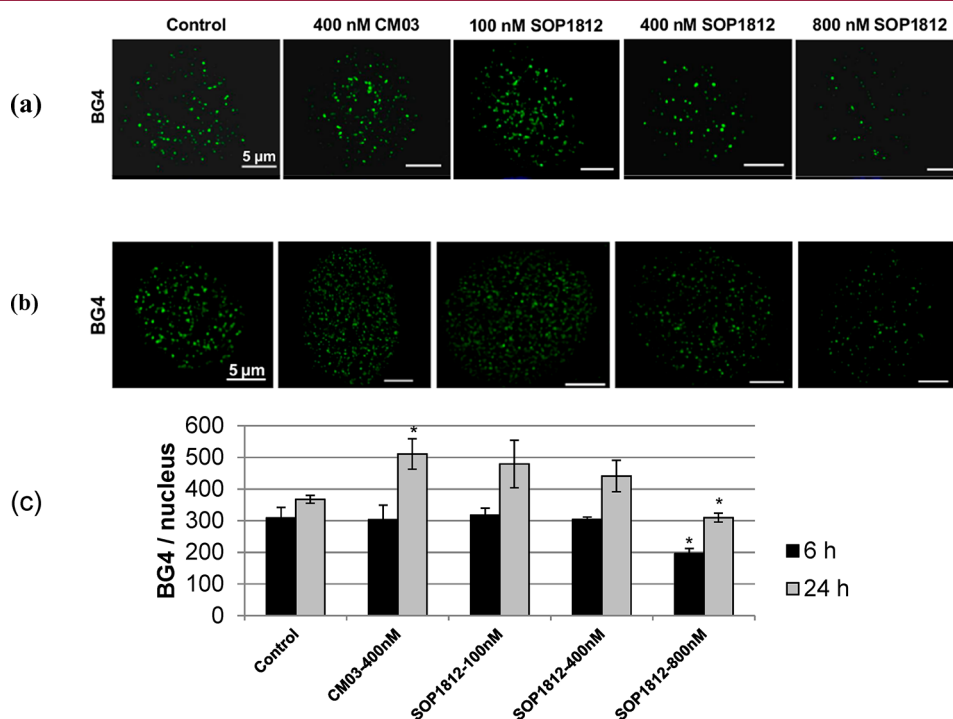 Control 400 nM CM03 100 nM SOP1812 400 nM SOP1812 800 nM SOP1812
(a)
BG4
5 µm
(b)
BG4
5 µm
(c)
BG4 / nucleus
600
500
400
300
200
100
0
*
*
*
6 h
24 h
Control
CM03-400nM
SOP1812-100nM
SOP1812-400nM
SOP1812-800nM